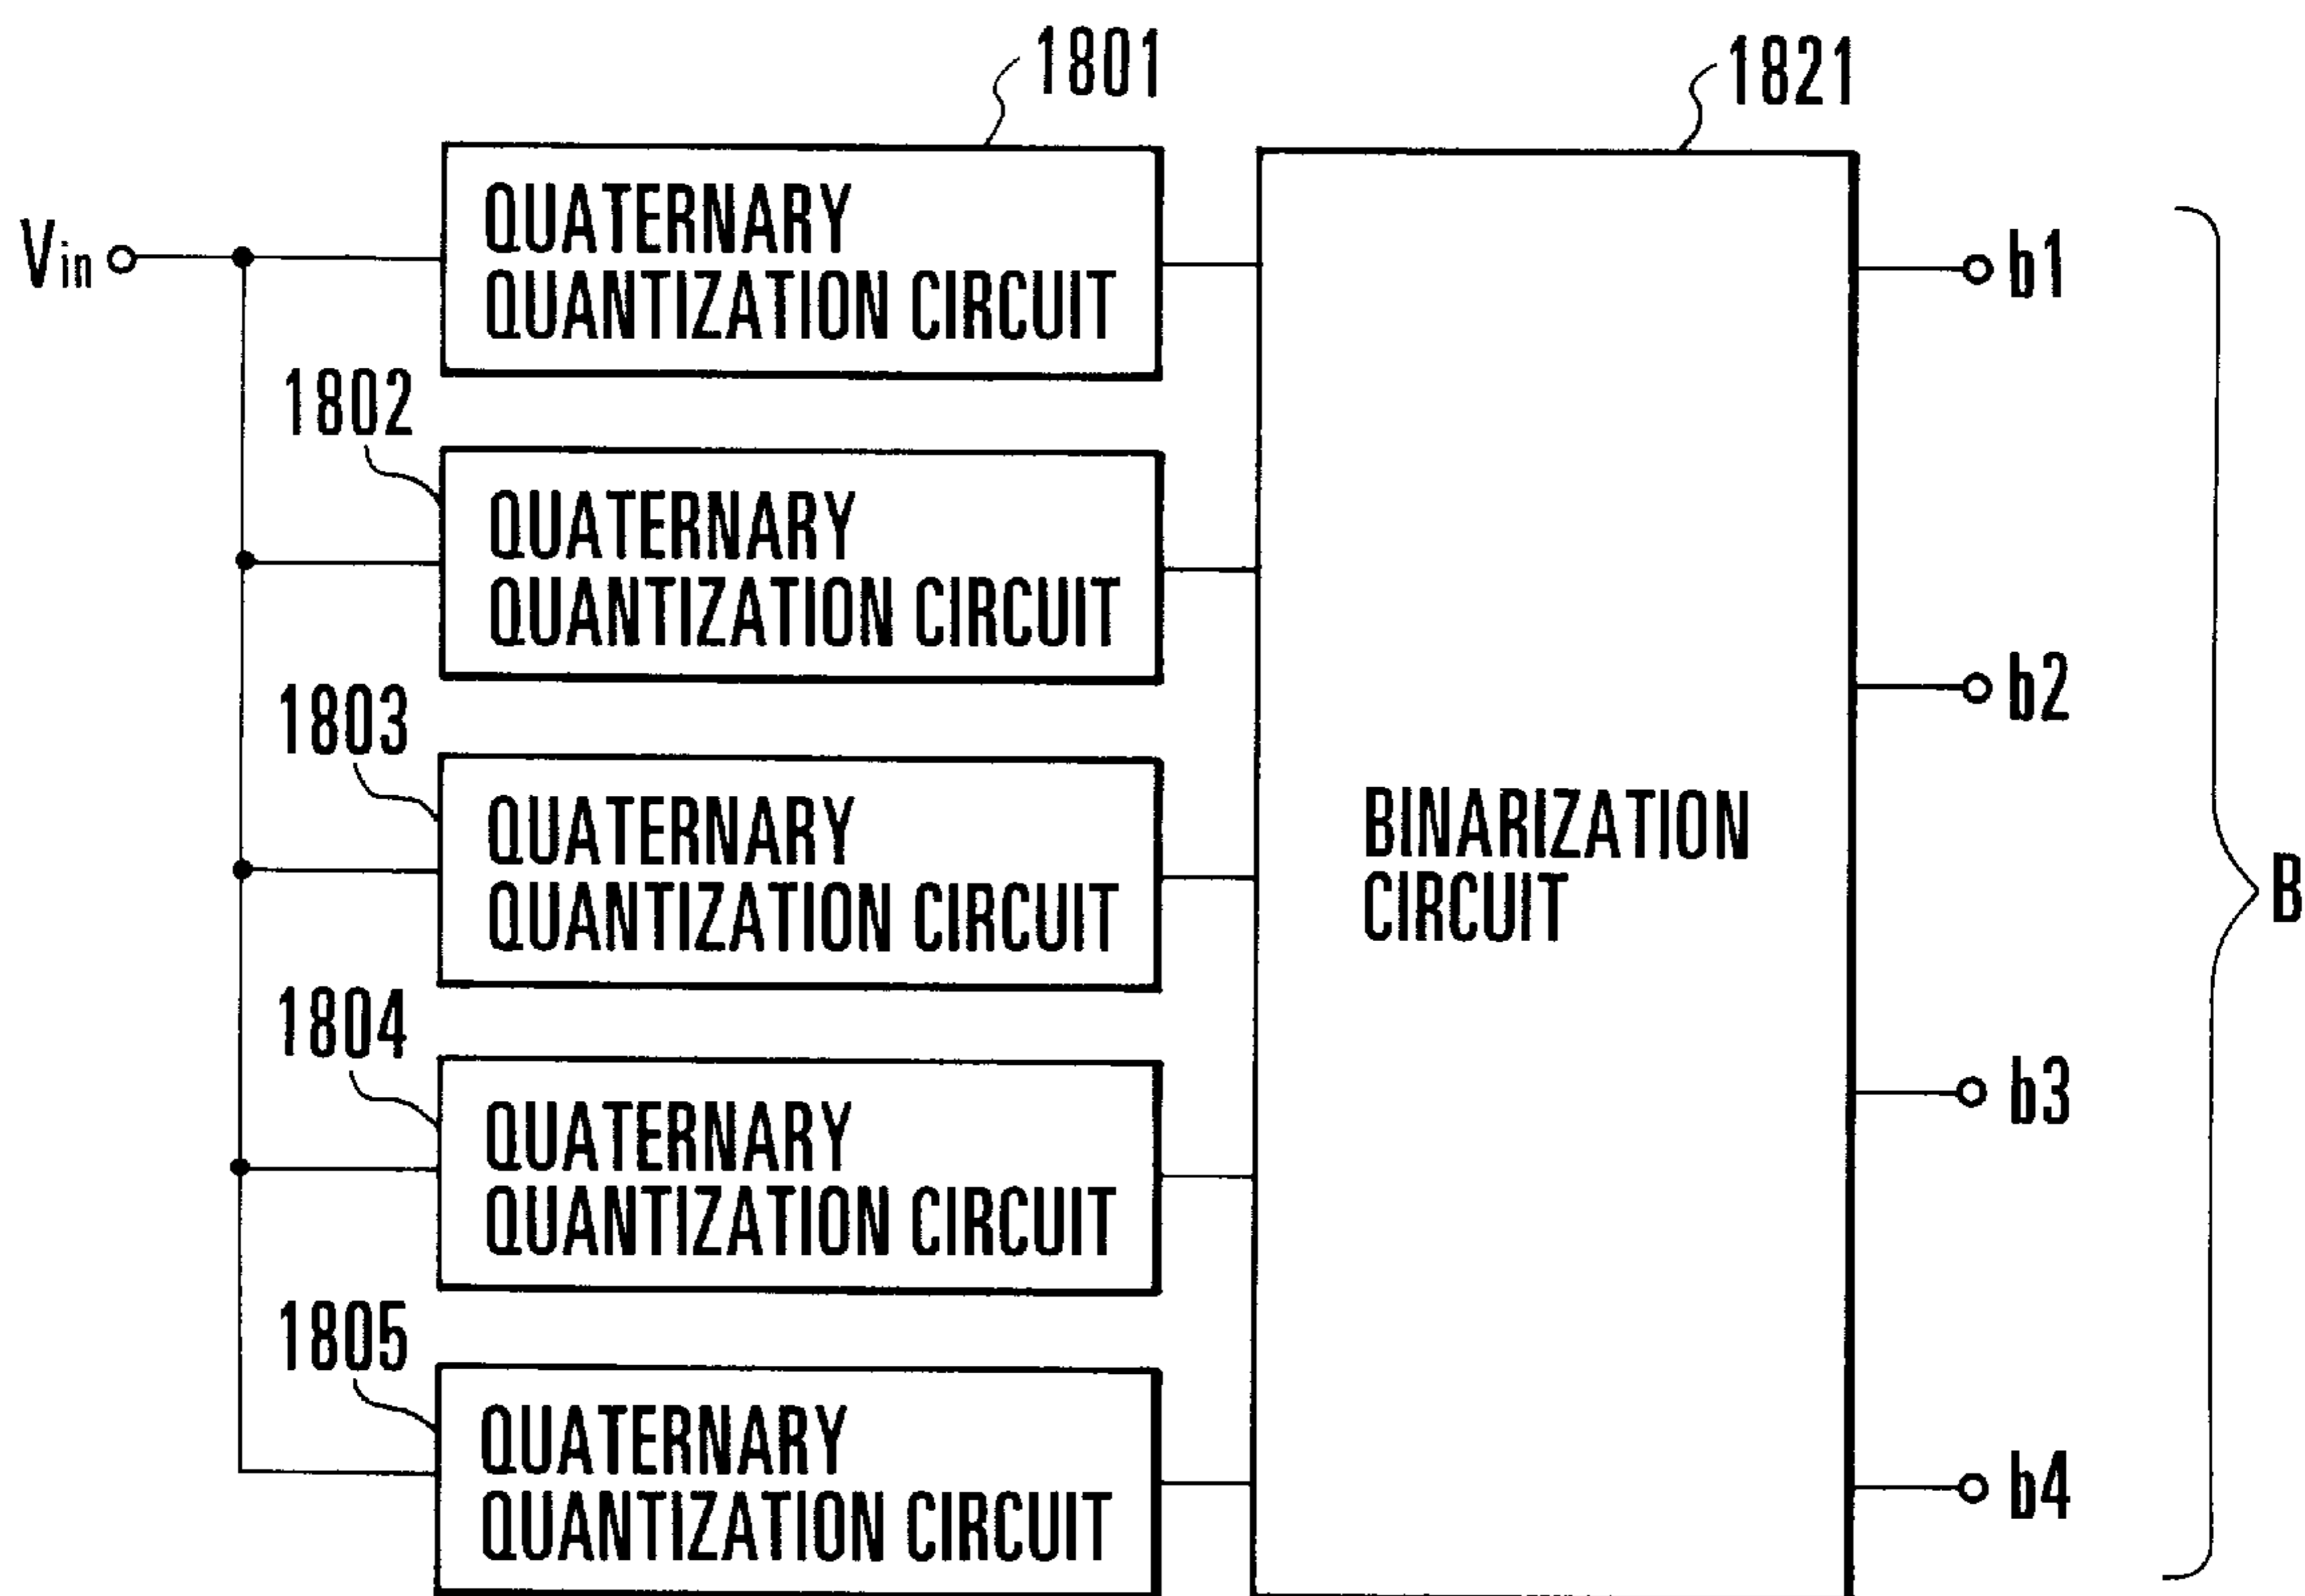 1801
1821
QUATERNARY
QUANTIZATION CIRCUIT
Vin
b1
1802
QUATERNARY
QUANTIZATION CIRCUIT
b2
1803
QUATERNARY
QUANTIZATION CIRCUIT
BINARIZATION
CIRCUIT
B
1804
QUATERNARY
QUANTIZATION CIRCUIT
b3
1805
QUATERNARY
QUANTIZATION CIRCUIT
b4